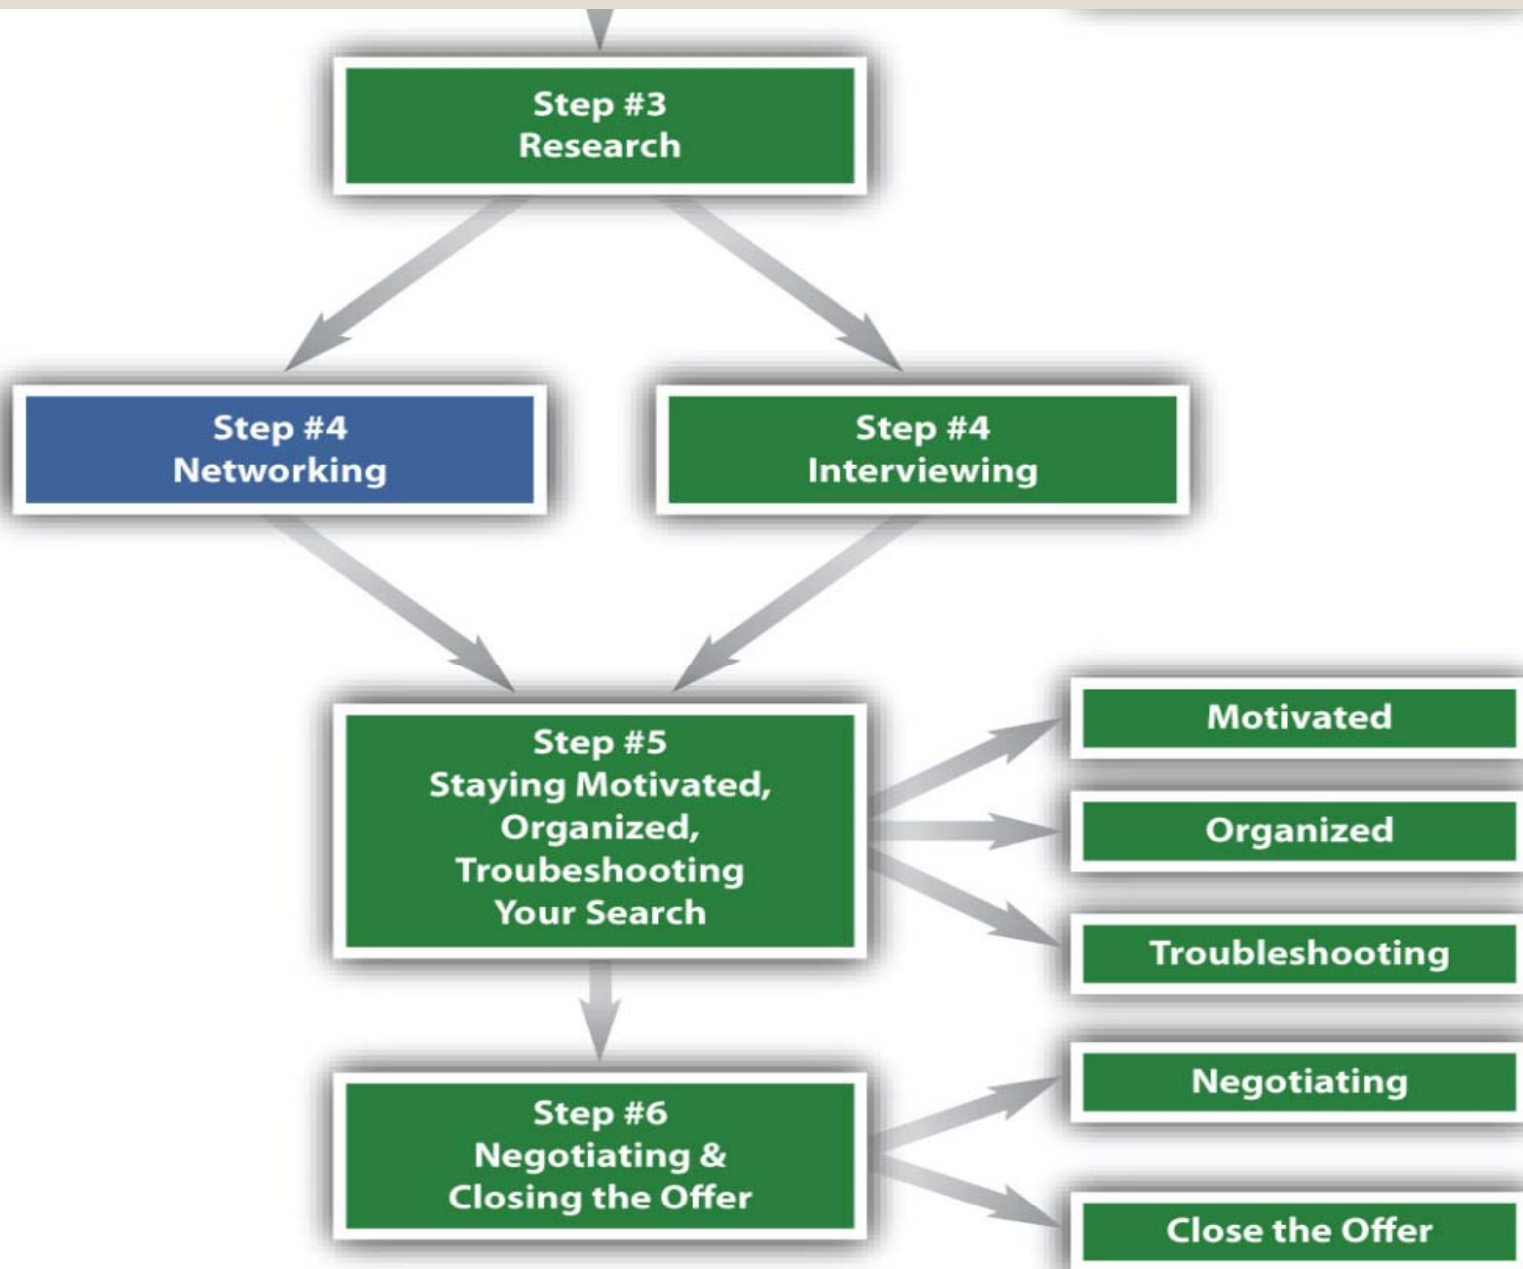 Step #3
Research
Step #4
Networking
Step #4
Interviewing
Step #5
Staying Motivated,
Organized,
Troubeshooting
Your Search
Motivated
Organized
Troubleshooting
Step #6
Negotiating &
Closing the Offer
Negotiating
Close the Offer